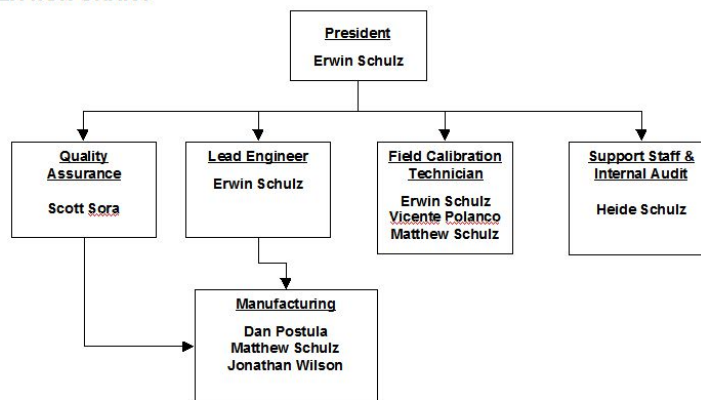 President
Erwin Schulz
Quality
Assurance
Scott Sora
Lead Engineer
Erwin Schulz
Field Calibration
Technician
Erwin Schulz
Vicente Polanco
Matthew Schulz
Support Staff &
Internal Audit
Heide Schulz
Manufacturing
Dan Postula
Matthew Schulz
Jonathan Wilson